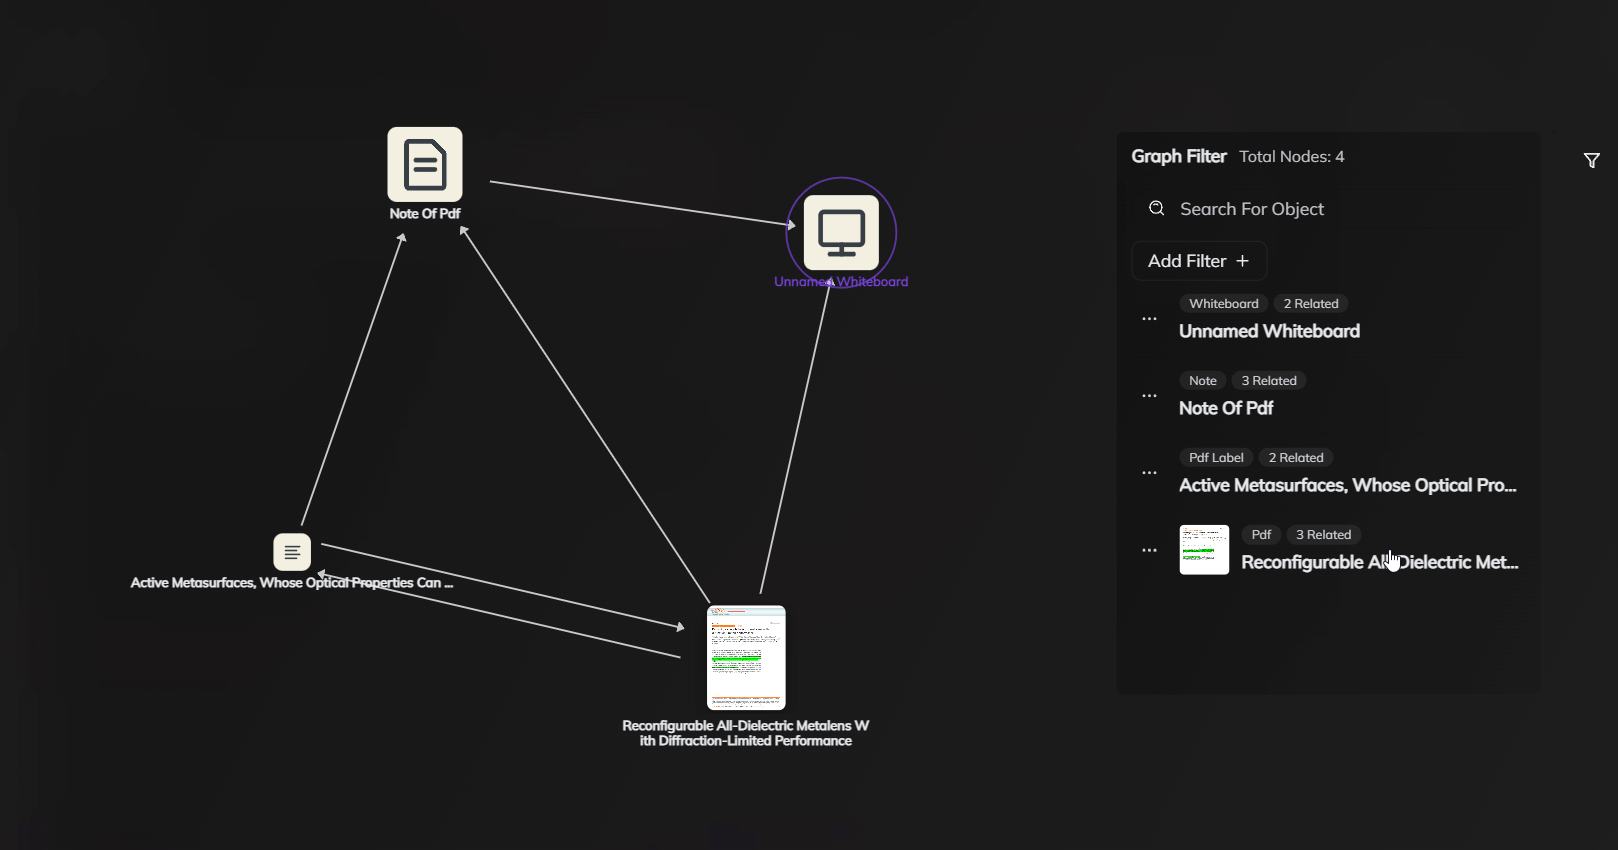 Note Of Pdf
Unnamed Whiteboard
Active Metasurfaces, Whose Optical Properties Can ...
Reconfigurable All-Dielectric Metalens W
ith Diffraction-Limited Performance
Graph Filter Total Nodes: 4
Search For Object
Add Filter +
Whiteboard 2 Related
Unnamed Whiteboard
Note 3 Related
Note Of Pdf
Pdf Label 2 Related
Active Metasurfaces, Whose Optical Pro...
Pdf 3 Related
Reconfigurable All-Dielectric Met...